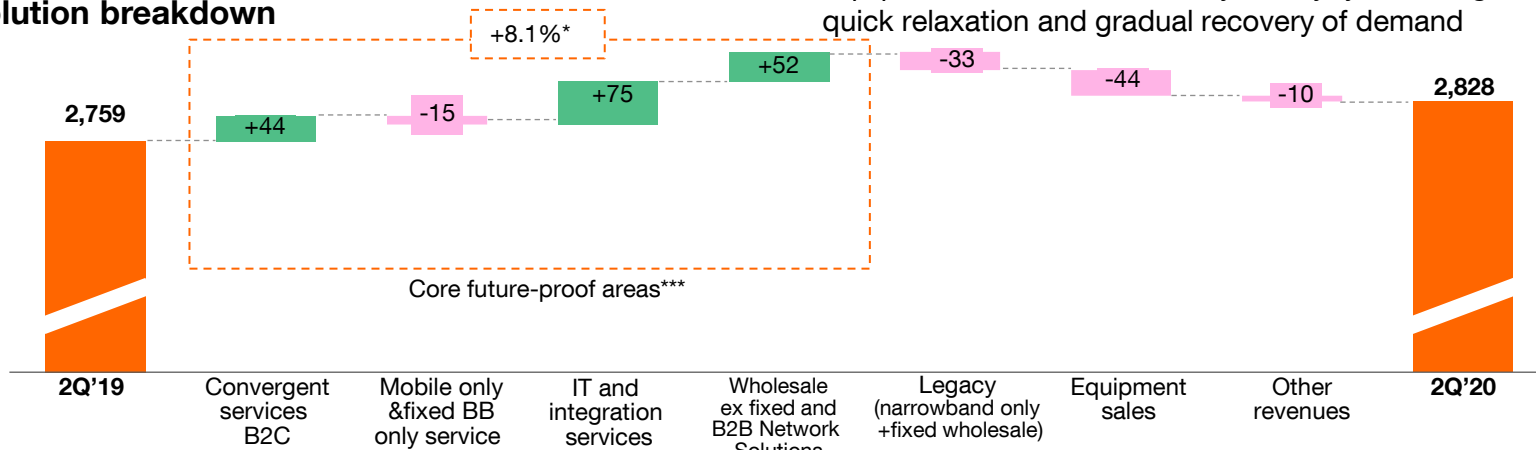 lution breakdown
quick relaxation and gradual recovery of demand
+8.1%*
2,759
+44
-15
+75
+52
-33
-44
-10
2,828
Core future-proof areas***
2Q’19
Convergent
services
B2C
Mobile only
&fixed BB
only service
IT and
integration
services
Wholesale
ex fixed and
B2B Network
Solutions
Legacy
(narrowband only
+fixed wholesale)
Equipment
sales
Other
revenues
2Q’20